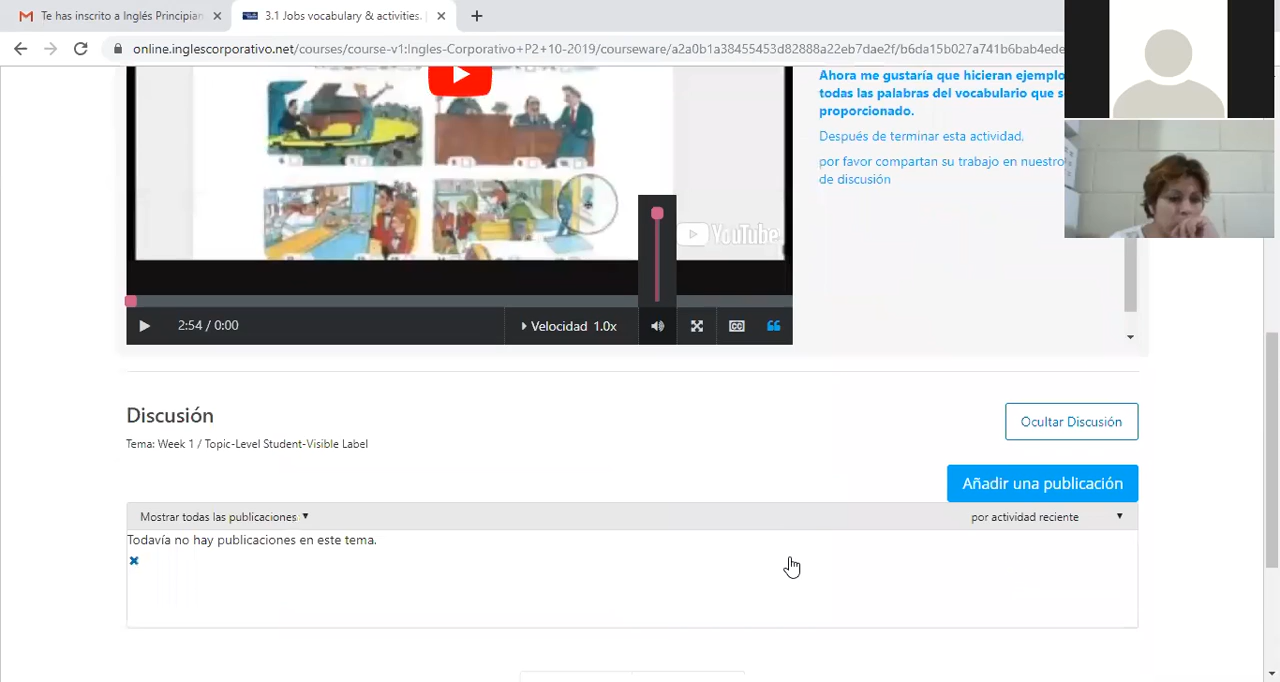 Te has inscrito a Inglés Principian
3.1 Jobs vocabulary & activities.
online.inglescorporativo.net/courses/course-v1:Ingles-Corporativo+P2+10-2019/courseware/a2a0b1a38455453d82888e22eb7dae2f/b6da15b027a741b6bab4ede
Ahora me gustaría que hicieran ejemplo
todas las palabras del vocabulario que s
proporcionado.
Después de terminar esta actividad,
por favor compartan su trabajo en nuestro
de discusión
YouTube
2:54 / 0:00
Velocidad 1.0x
CC
Discusión
Ocultar Discusión
Tema: Week 1 / Topic-Level Student-Visible Label
Añadir una publicación
Mostrar todas las publicaciones
por actividad reciente
Todavía no hay publicaciones en este tema.